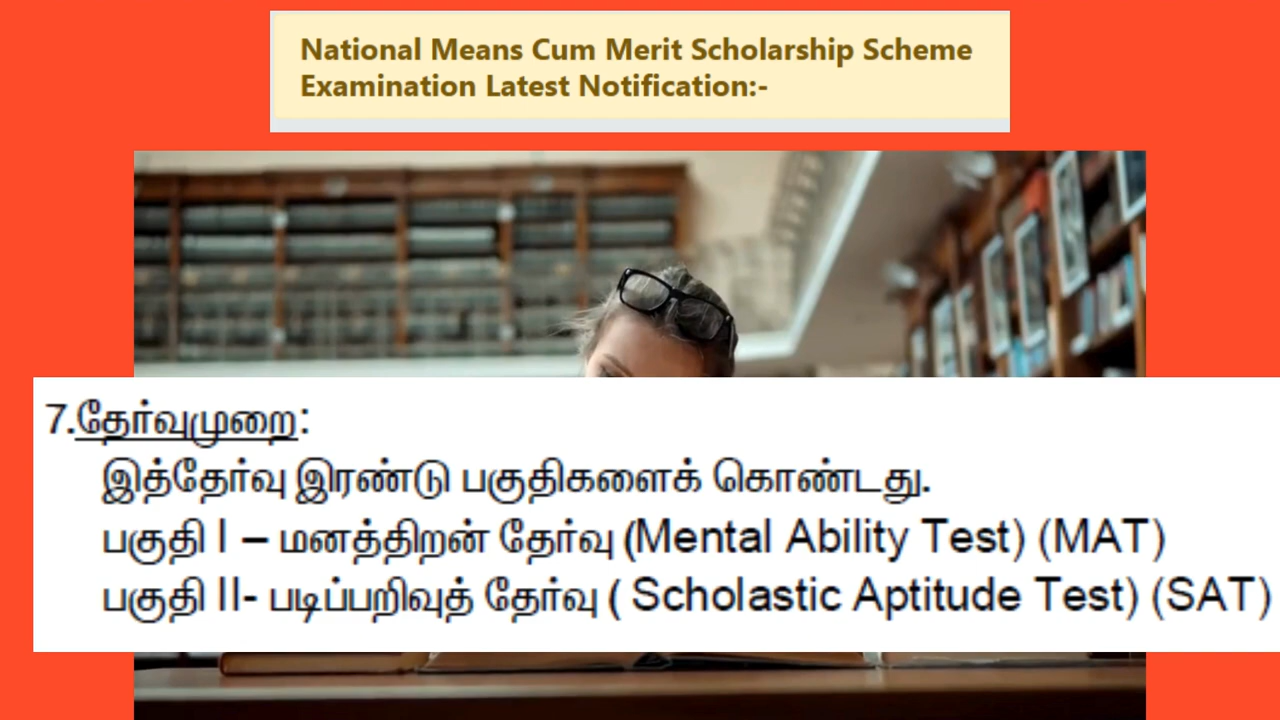 National Means Cum Merit Scholarship Scheme
Examination Latest Notification:-
7.தேர்வுமுறை:
இத்தேர்வு இரண்டு பகுதிகளைக் கொண்டது.
பகுதி I – மனத்திறன் தேர்வு (Mental Ability Test) (MAT)
பகுதி II- படிப்பறிவுத் தேர்வு ( Scholastic Aptitude Test) (SAT)